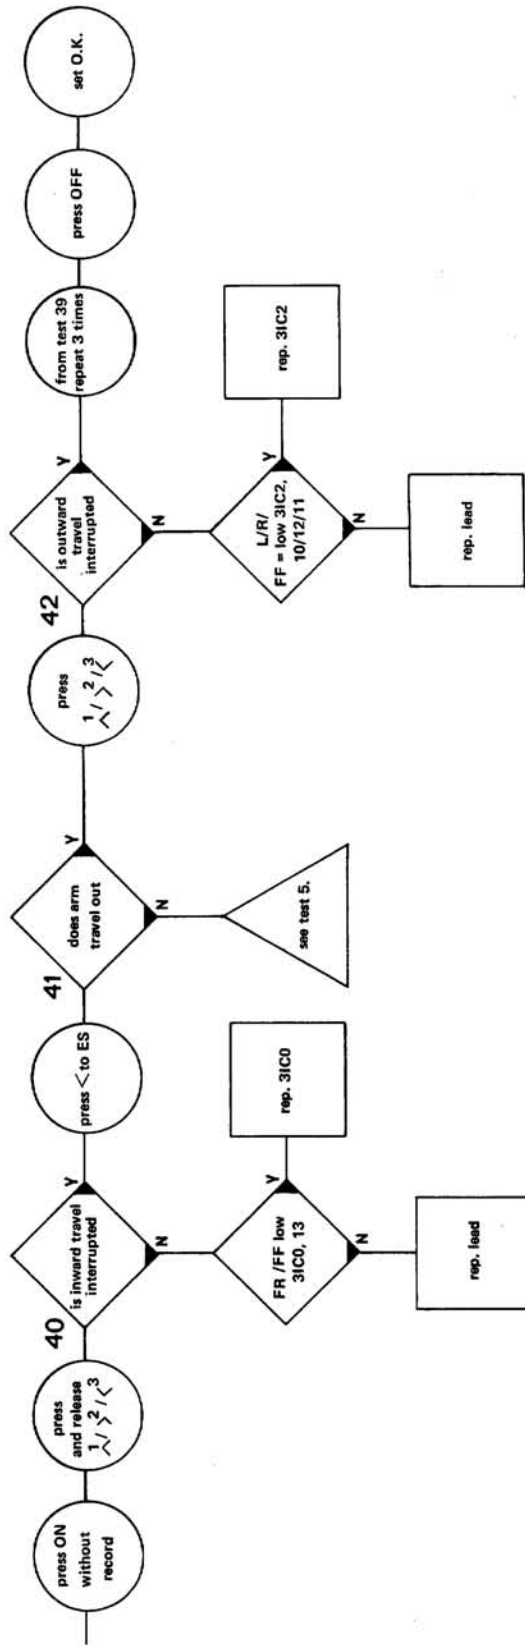 press ON
without
record
press
and release
^1/ >2/ <3
40
is inward travel
interrupted
Y
N
FR /FF low
3IC0, 13
Y
N
rep. 3IC0
rep. lead
press < to ES
41
does arm
travel out
Y
N
see test 5.
press
^1/ >2/ <3
42
is outward
travel
interrupted
Y
N
L/R/
FF = low 3IC2,
10/12/11
Y
N
rep. 3IC2
rep. lead
from test 39
repeat 3 times
press OFF
set O.K.